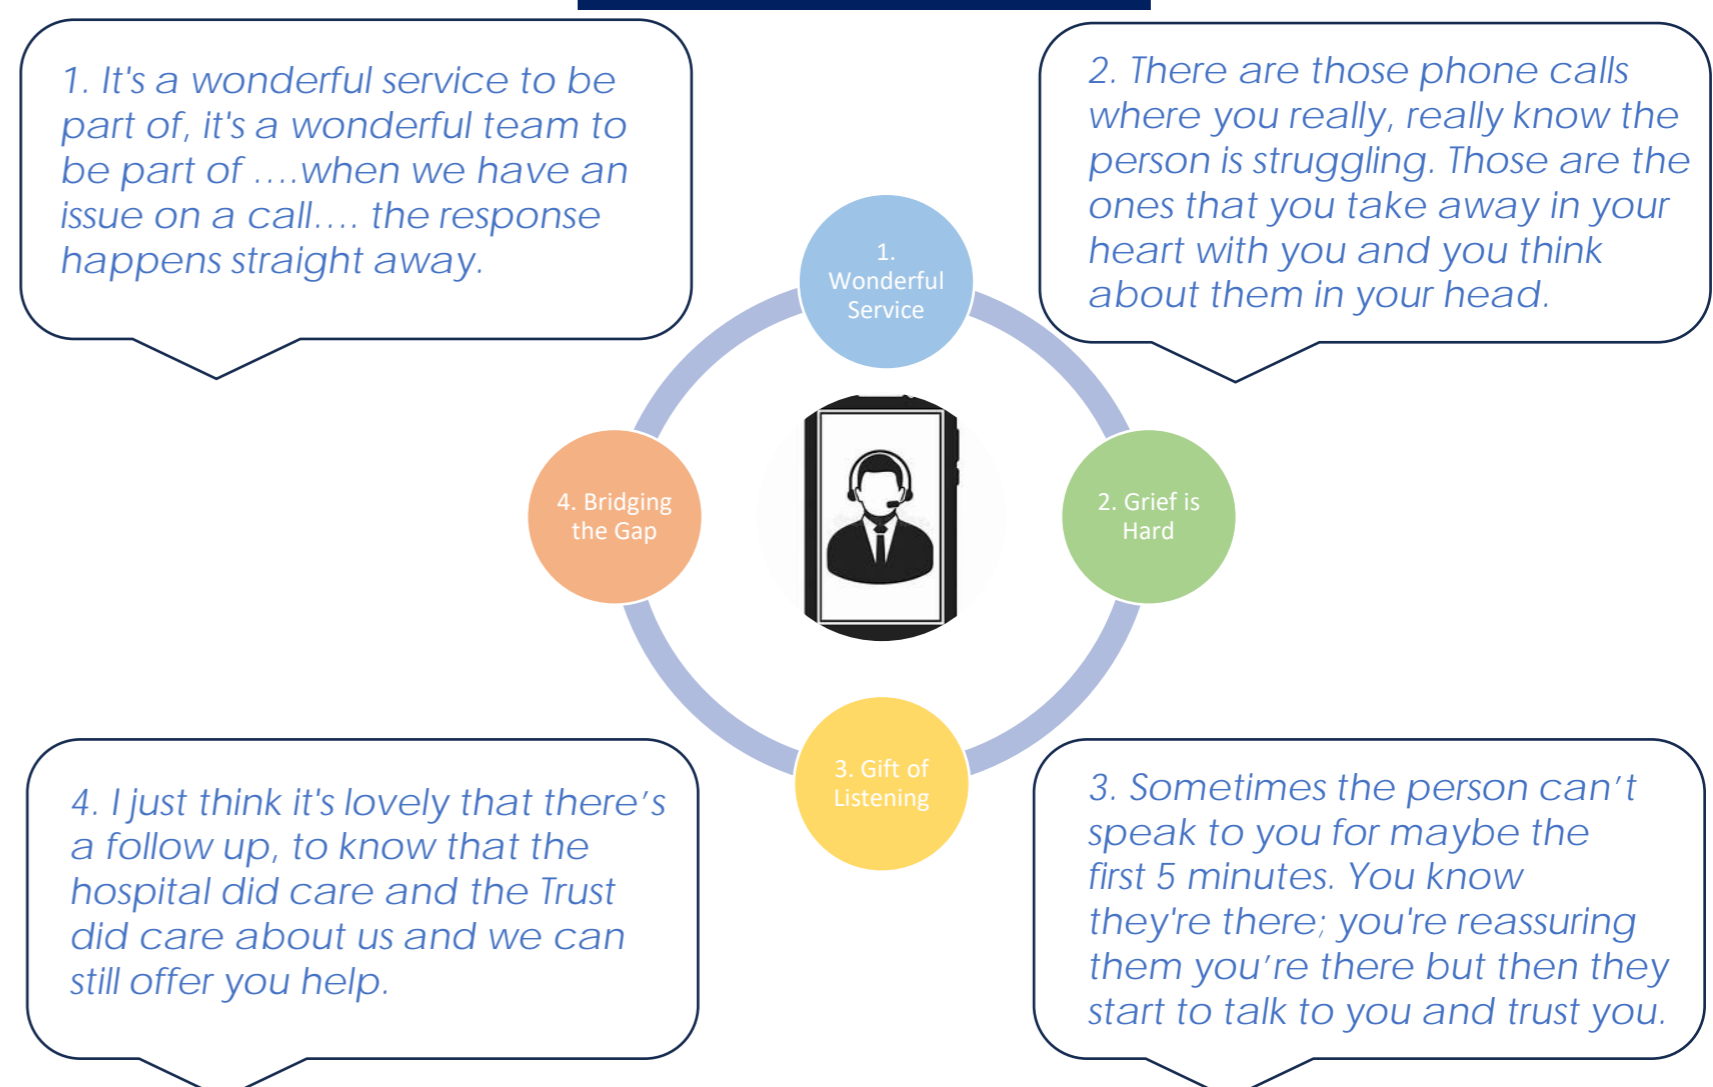 1. It's a wonderful service to be
part of, it's a wonderful team to
be part of ….when we have an
issue on a call…. the response
happens straight away.
2. There are those phone calls
where you really, really know the
person is struggling. Those are the
ones that you take away in your
heart with you and you think
about them in your head.
1.
Wonderful
Service
4. Bridging
the Gap
2. Grief is
Hard
3. Gift of
Listening
4. I just think it's lovely that there’s
a follow up, to know that the
hospital did care and the Trust
did care about us and we can
still offer you help.
3. Sometimes the person can’t
speak to you for maybe the
first 5 minutes. You know
they're there; you're reassuring
them you’re there but then they
start to talk to you and trust you.